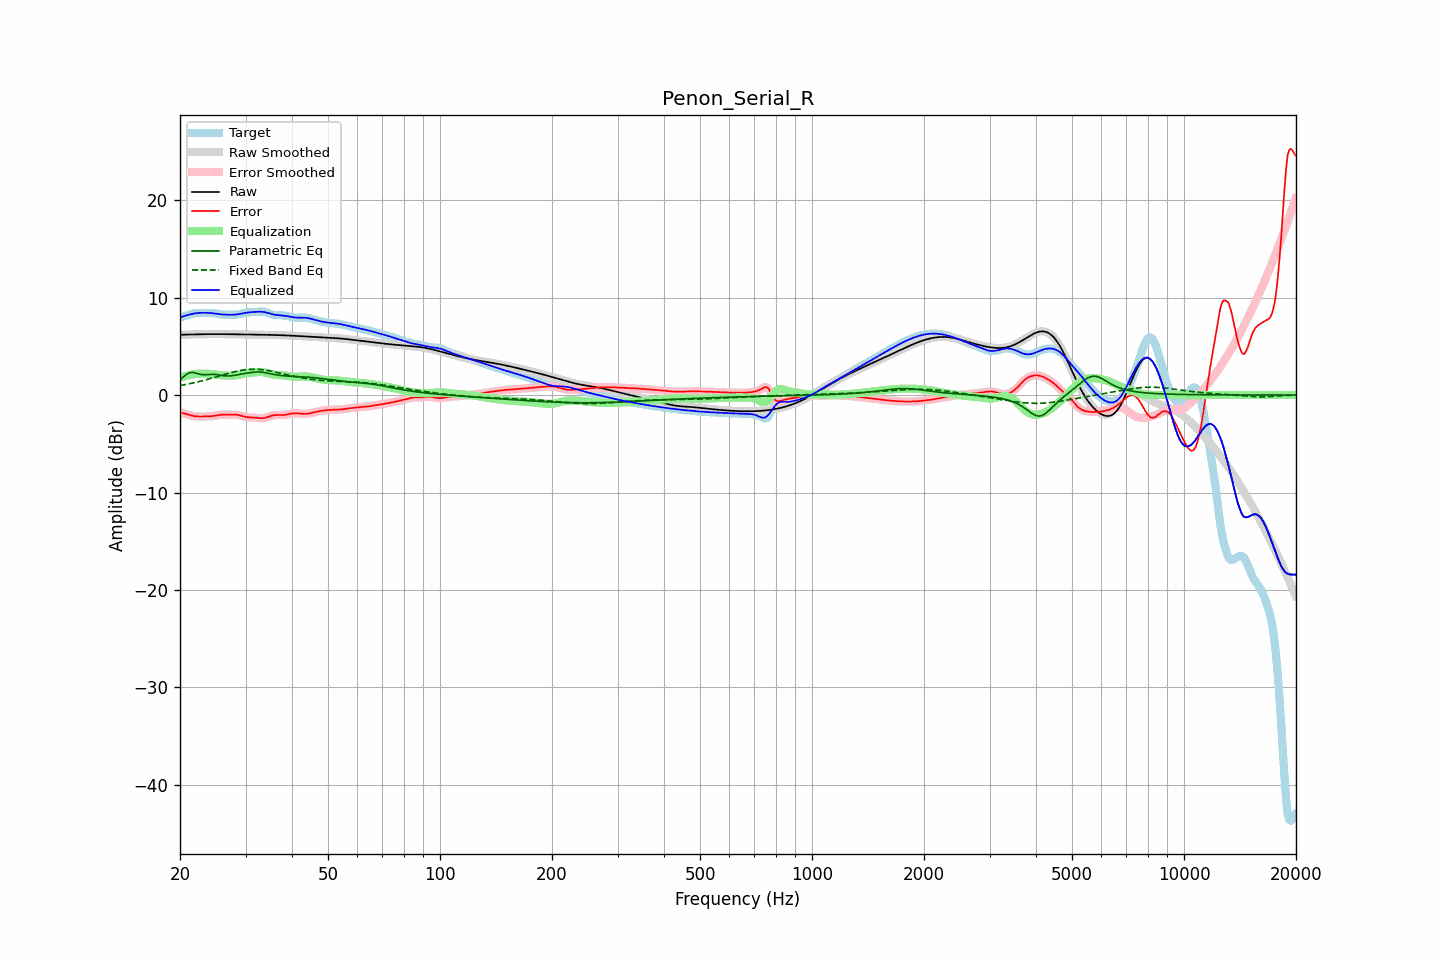 Penon_Serial_R
Target
Raw Smoothed
Error Smoothed
Raw
Error
Equalization
Parametric Eq
Fixed Band Eq
Equalized
20
10
0
−10
−20
−30
−40
Amplitude (dBr)
20 50 100 200 500 1000 2000 5000 10000 20000
Frequency (Hz)